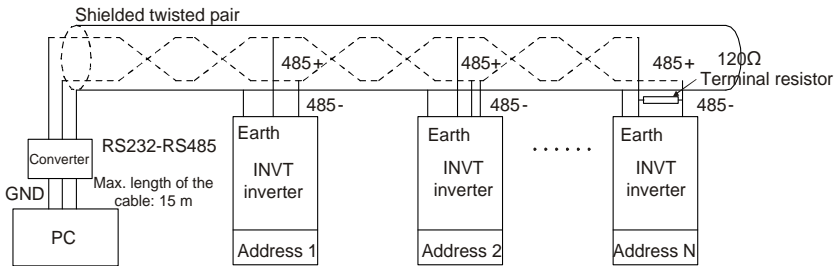 Shielded twisted pair
485+
485+
485+
120Ω
Terminal resistor
485-
485-
485-
Earth
INVT
inverter
Address 1
Earth
INVT
inverter
Address 2
......
Earth
INVT
inverter
Address N
RS232-RS485
Converter
Max. length of the
cable: 15 m
GND
PC